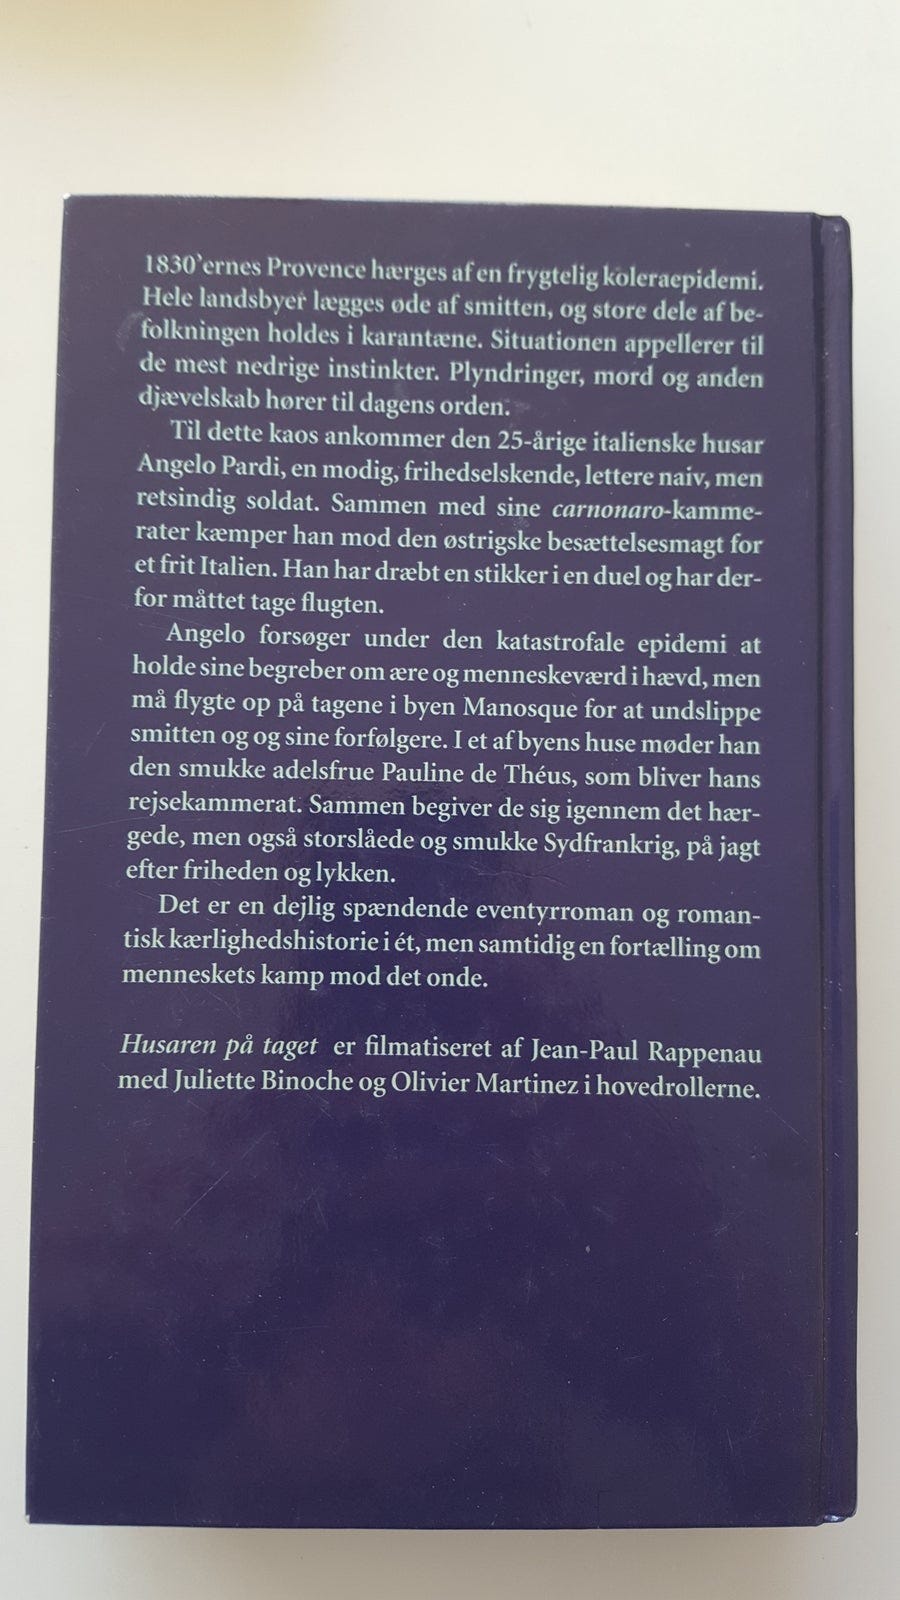 1830'ernes Provence hærges af en frygtelig koleraepidemi.
Hele landsbyer lægges øde af smitten, og store dele af be-
folkningen holdes i karantæne. Situationen appellerer til
de mest nedrige instinkter. Plyndringer, mord og anden
djævelskab hører til dagens orden.
Til dette kaos ankommer den 25-årige italienske husar
Angelo Pardi, en modig, frihedselskende, lettere naiv, men
retsindig soldat. Sammen med sine carnonaro-kamme-
rater kæmper han mod den østrigske besættelsesmagt for
et frit Italien. Han har dræbt en stikker i en duel og har der-
for måttet tage flugten.
Angelo forsøger under den katastrofale epidemi at
holde sine begreber om ære og menneskeværd i hævd, men
må flygte op på tagene i byen Manosque for at undslippe
smitten og og sine forfølgere. I et af byens huse møder han
den smukke adelsfrue Pauline de Théus, som bliver hans
rejsekammerat. Sammen begiver de sig igennem det hær-
gede, men også storslåede og smukke Sydfrankrig, på jagt
efter friheden og lykken.
Det er en dejlig spændende eventyrroman og roman-
tisk kærlighedshistorie i ét, men samtidig en fortælling om
menneskets kamp mod det onde.
Husaren på taget er filmatiseret af Jean-Paul Rappenau
med Juliette Binoche og Olivier Martinez i hovedrollerne.